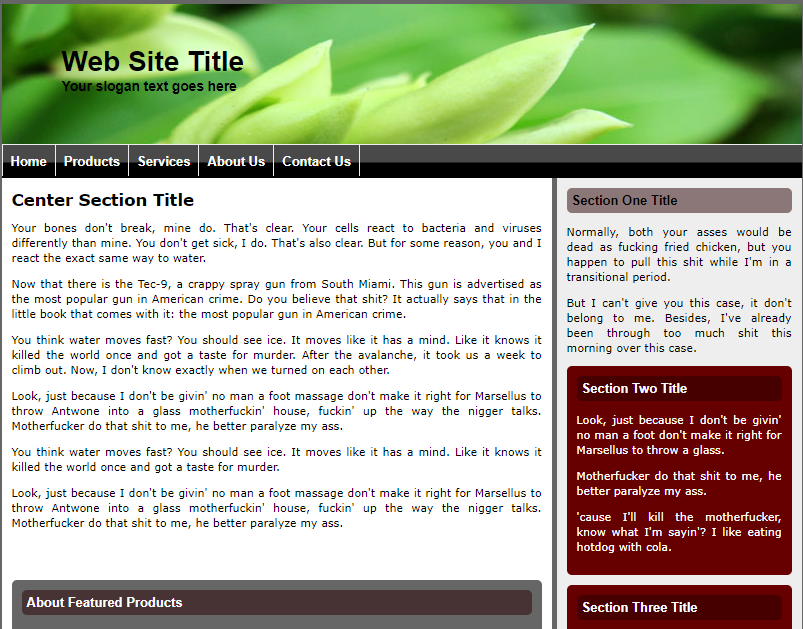 Web Site Title
Your slogan text goes here
Home
Products
Services
About Us
Contact Us
Center Section Title
Your bones don't break, mine do. That's clear. Your cells react to bacteria and viruses
differently than mine. You don't get sick, I do. That's also clear. But for some reason, you and I
react the exact same way to water.
Now that there is the Tec-9, a crappy spray gun from South Miami. This gun is advertised as
the most popular gun in American crime. Do you believe that shit? It actually says that in the
little book that comes with it: the most popular gun in American crime.
You think water moves fast? You should see ice. It moves like it has a mind. Like it knows it
killed the world once and got a taste for murder. After the avalanche, it took us a week to
climb out. Now, I don't know exactly when we turned on each other.
Look, just because I don't be givin' no man a foot massage don't make it right for Marsellus to
throw Antwone into a glass motherfuckin' house, fuckin' up the way the nigger talks.
Motherfucker do that shit to me, he better paralyze my ass.
You think water moves fast? You should see ice. It moves like it has a mind. Like it knows it
killed the world once and got a taste for murder.
Look, just because I don't be givin' no man a foot massage don't make it right for Marsellus to
throw Antwone into a glass motherfuckin' house, fuckin' up the way the nigger talks.
Motherfucker do that shit to me, he better paralyze my ass.
About Featured Products
Section One Title
Normally, both your asses would be
dead as fucking fried chicken, but you
happen to pull this shit while I'm in a
transitional period.
But I can't give you this case, it don't
belong to me. Besides, I've already
been through too much shit this
morning over this case.
Section Two Title
Look, just because I don't be givin'
no man a foot don't make it right for
Marsellus to throw a glass.
Motherfucker do that shit to me, he
better paralyze my ass.
'cause I'll kill the motherfucker,
know what I'm sayin'? I like eating
hotdog with cola.
Section Three Title